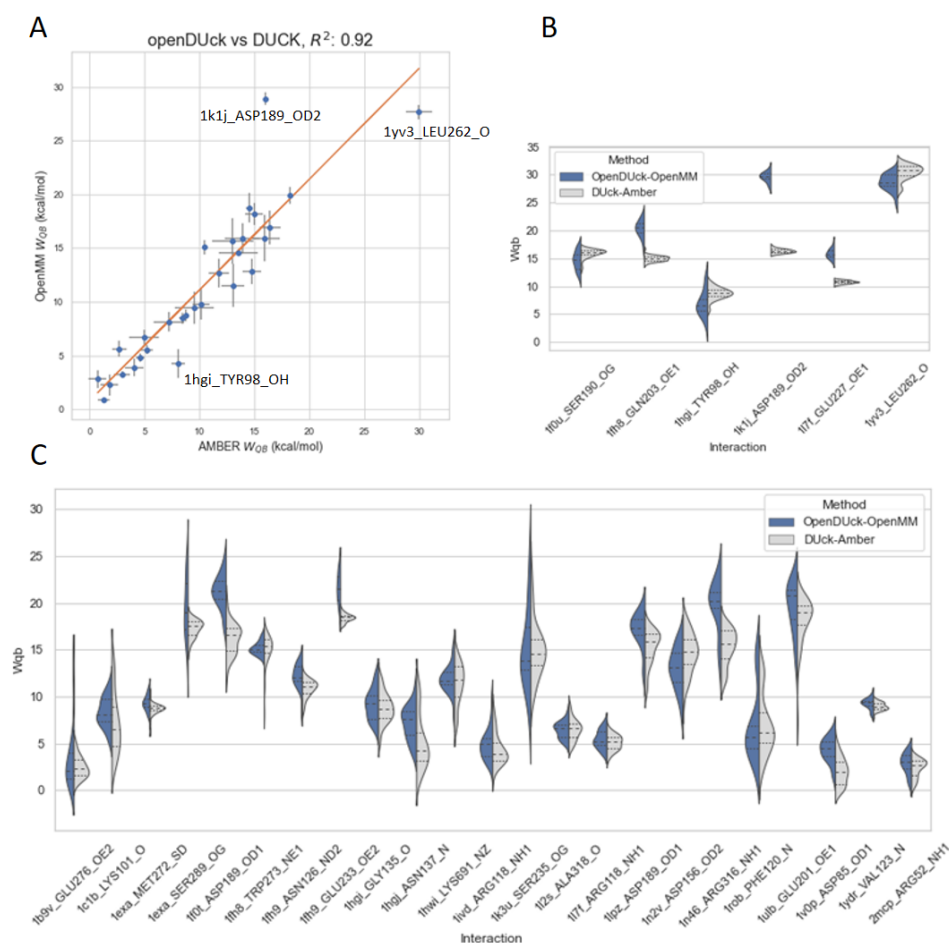 A
openDUck vs DUCK, R²: 0.92
OpenMM W_QB (kcal/mol)
30
25
20
15
10
5
0
1k1j_ASP189_OD2
1yv3_LEU262_O
1hgi_TYR98_OH
0 5 10 15 20 25 30
AMBER W_QB (kcal/mol)
B
Wqb
35
30
25
20
15
10
5
0
Method
OpenDUck-OpenMM
DUck-Amber
1f0u_SER190_OG
1fh8_GLN203_OE1
1hgi_TYR98_OH
1k1j_ASP189_OD2
1l7f_GLU227_OE1
1yv3_LEU262_O
Interaction
C
Wqb
30
25
20
15
10
5
0
Method
OpenDUck-OpenMM
DUck-Amber
1b9v_GLU276_OE2
1c1b_LYS101_O
1exa_MET272_SD
1exa_SER289_OG
1f0t_ASP189_OD1
1fh8_TRP273_NE1
1fh9_ASN126_ND2
1fh9_GLU233_OE2
1hgi_GLY135_O
1hgj_ASN137_N
1hwi_LYS691_NZ
1ivd_ARG118_NH1
1k3u_SER235_OG
1l2s_ALA318_O
1l7f_ARG118_NH1
1lpz_ASP189_OD1
1n2v_ASP156_OD2
1n46_ARG316_NH1
1rob_PHE120_N
1ulb_GLU201_OE1
1v0p_ASP85_OD1
1ydr_VAL123_N
2mcp_ARG52_NH1
Interaction